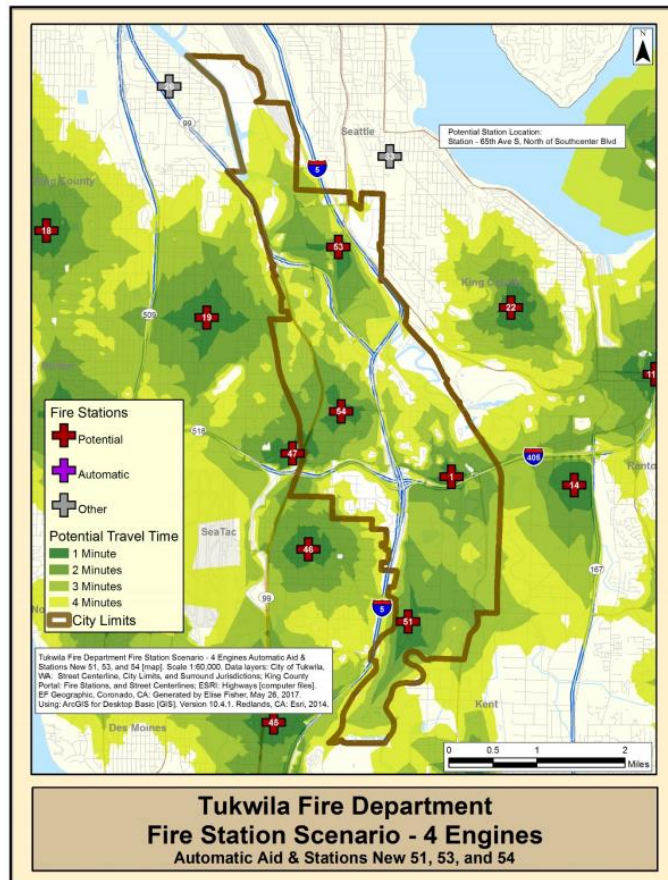 N
26
99
Seattle
33
5
Potential Station Location:
Station - 65th Ave S, North of Southcenter Blvd
King County
18
53
King County
22
19
509
11
54
Fire Stations
Potential
Automatic
Other
518
47
405
1
14
Renton
Potential Travel Time
1 Minute
2 Minutes
3 Minutes
4 Minutes
City Limits
SeaTac
46
167
99
5
51
Tukwila Fire Department Fire Station Scenario - 4 Engines Automatic Aid &
Stations New 51, 53, and 54 [map]. Scale 1:60,000. Data layers: City of Tukwila,
WA: Street Centerline, City Limits, and Surround Jurisdictions; King County
Portal: Fire Stations, and Street Centerlines; ESRI: Highways [computer files].
EF Geographic, Coronado, CA: Generated by Elise Fisher, May 26, 2017.
Using: ArcGIS for Desktop Basic [GIS]. Version 10.4.1. Redlands, CA: Esri, 2014.
Kent
45
Des Moines
0 0.5 1 2
Miles
Tukwila Fire Department
Fire Station Scenario - 4 Engines
Automatic Aid & Stations New 51, 53, and 54